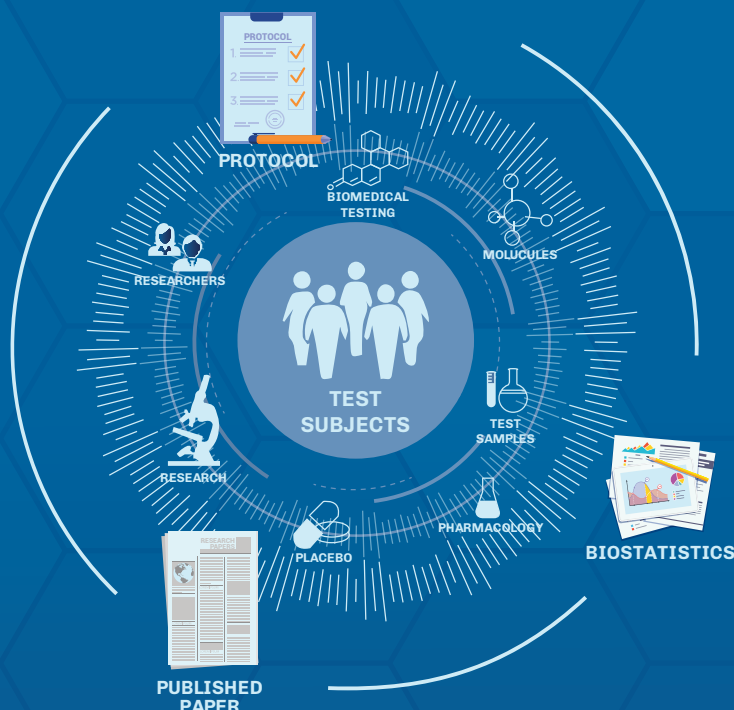 PROTOCOL
1.
2.
3.
PROTOCOL
BIOMEDICAL
TESTING
MOLUCULES
RESEARCHERS
TEST
SUBJECTS
TEST
SAMPLES
RESEARCH
PHARMACOLOGY
BIOSTATISTICS
PLACEBO
RESEARCH
PAPERS
PUBLISHED
PAPER